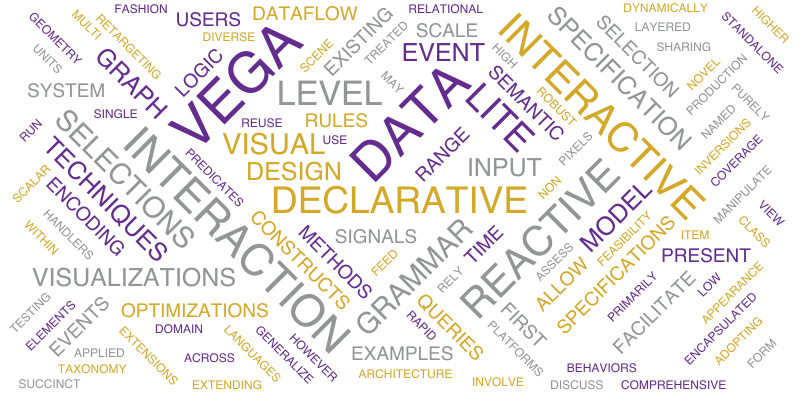 FASHION
RELATIONAL
DYNAMICALLY
HIGHER
GEOMETRY
MULTI
RETARGETING
USERS
DATAFLOW
DIVERSE
SCENE
EXISTING
TREATED
SCALE
SELECTION
LAYERED
SHARING
STANDALONE
UNITS
GRAPH
LOGIC
VEGA
EVENT
HIGH
INTERACTIVE
SPECIFICATION
NOVEL
PRODUCTION
SYSTEM
LEVEL
MAY
DATA
LITE
SEMANTIC
ROBUST
PURELY
NAMED
SINGLE
REUSE
RULES
RUN
SELECTIONS
INTERACTION
VISUAL
USE
RANGE
PIXELS
INVERSIONS
COVERAGE
TECHNIQUES
PREDICATES
DESIGN
INPUT
NON
SCALAR
ENCODING
DECLARATIVE
REACTIVE
MODEL
MANIPULATE
VIEW
HANDLERS
WITHIN
CONSTRUCTS
METHODS
SIGNALS
GRAMMAR
TIME
ASSESS
FEASIBILITY
ITEM
CLASS
VISUALIZATIONS
FEED
RELY
ALLOW
SPECIFICATIONS
PRESENT
TESTING
ELEMENTS
EVENTS
OPTIMIZATIONS
RAPID
QUERIES
FIRST
PRIMARILY
FACILITATE
LOW
APPEARANCE
DOMAIN
EXTENSIONS
LANGUAGES
GENERALIZE
HOWEVER
PLATFORMS
ENCAPSULATED
ADOPTING
FORM
APPLIED
TAXONOMY
ACROSS
EXAMPLES
ARCHITECTURE
BEHAVIORS
SUCCINCT
EXTENDING
INVOLVE
DISCUSS
COMPREHENSIVE